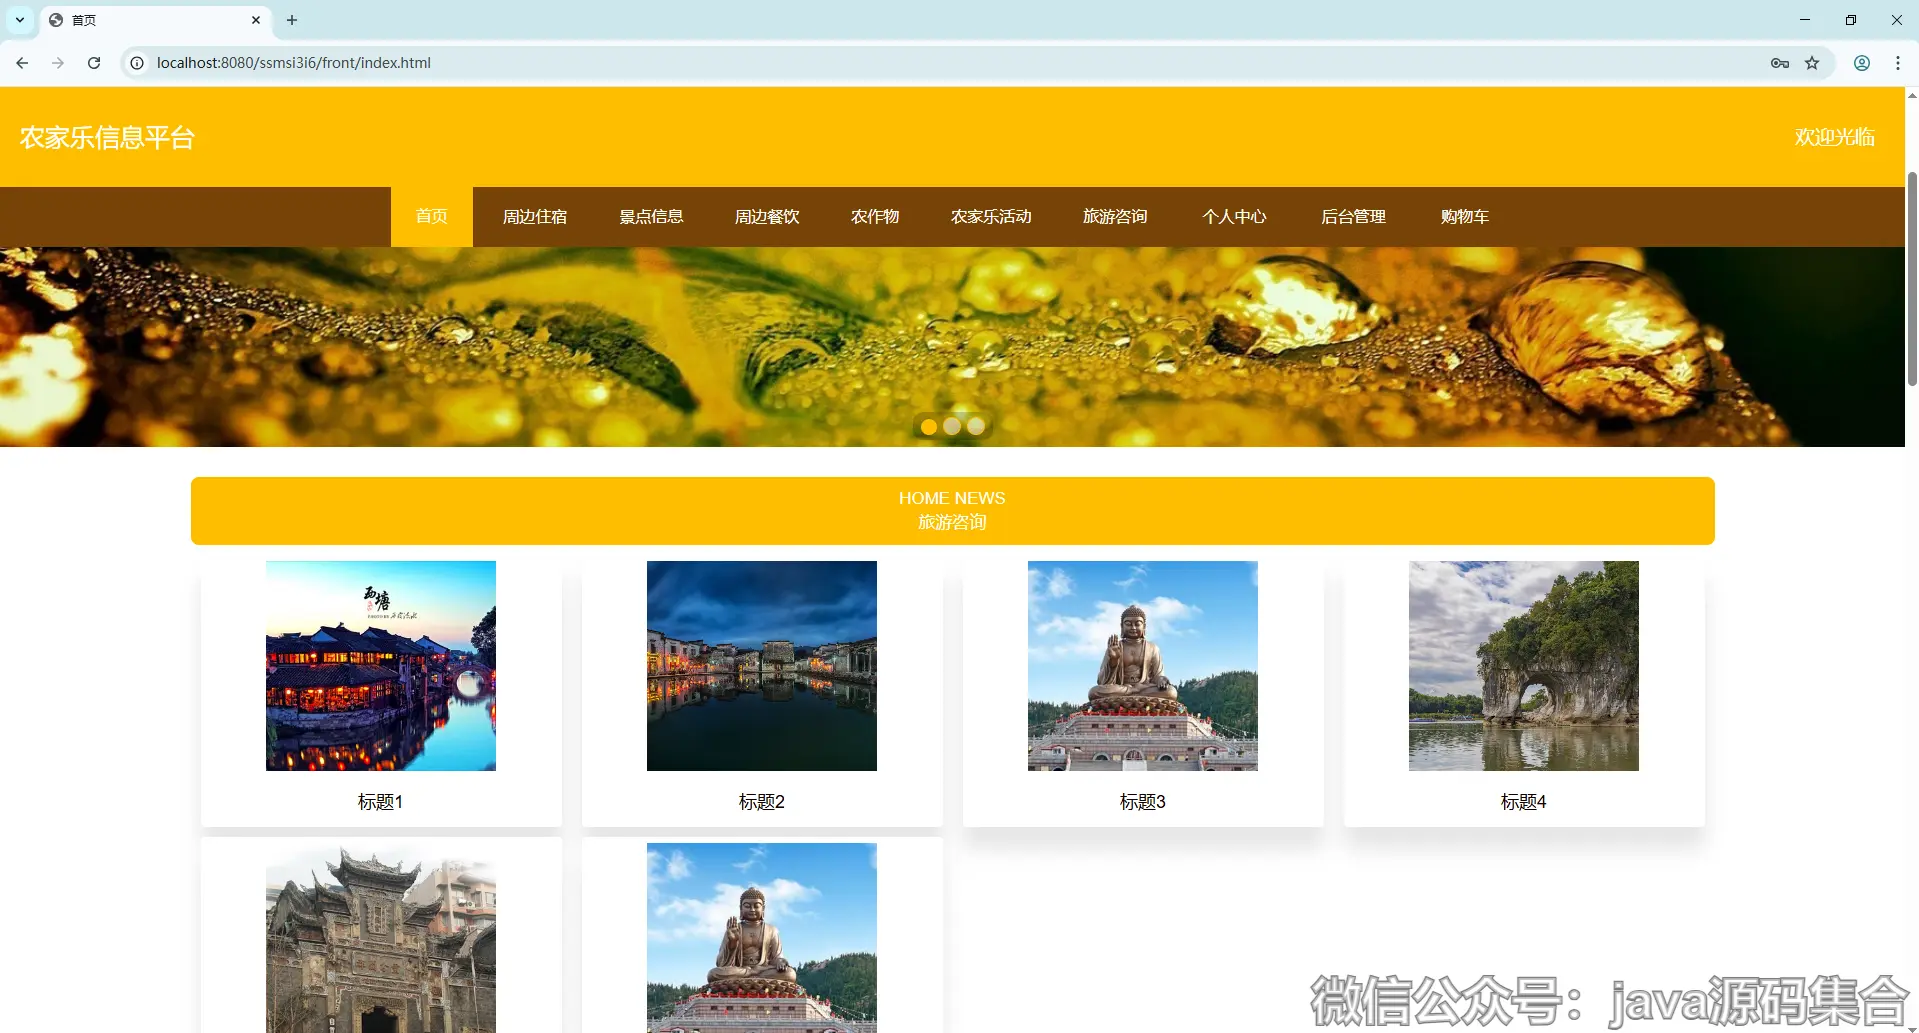 首页
localhost:8080/ssmsi3i6/front/index.html
农家乐信息平台
欢迎光临
首页 周边住宿 景点信息 周边餐饮 农作物 农家乐活动 旅游咨询 个人中心 后台管理 购物车
HOME NEWS
旅游咨询
西塘
标题1 标题2 标题3 标题4
微信公众号：java源码集合